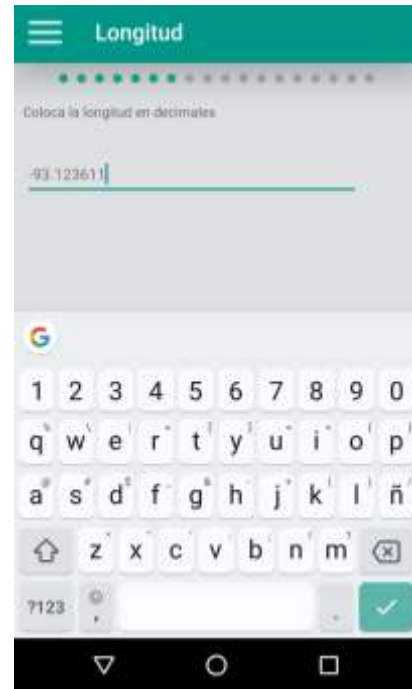 Longitud
Coloca la longitud en decimales
-93.123611
G
1 2 3 4 5 6 7 8 9 0
q w e r t y u i o p
a s d f g h j k l ñ
z x c v b n m
?123 , .